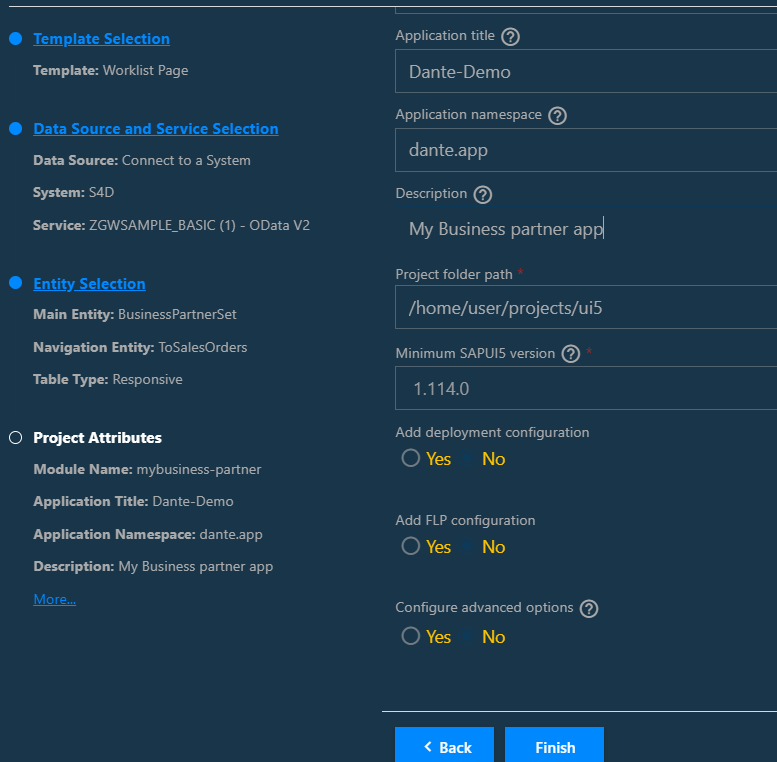 Template Selection
Template: Worklist Page
Data Source and Service Selection
Data Source: Connect to a System
System: S4D
Service: ZGWSAMPLE_BASIC (1) - OData V2
Entity Selection
Main Entity: BusinessPartnerSet
Navigation Entity: ToSalesOrders
Table Type: Responsive
Project Attributes
Module Name: mybusiness-partner
Application Title: Dante-Demo
Application Namespace: dante.app
Description: My Business partner app
More...
Application title ?
Dante-Demo
Application namespace ?
dante.app
Description ?
My Business partner app
Project folder path *
/home/user/projects/ui5
Minimum SAPUI5 version ? *
1.114.0
Add deployment configuration
Yes No
Add FLP configuration
Yes No
Configure advanced options ?
Yes No
< Back Finish